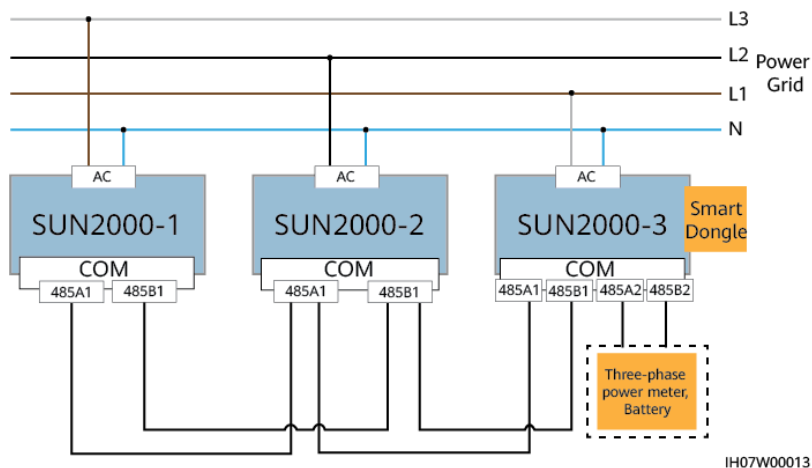 L3
L2
Power
Grid
L1
N
AC
AC
AC
SUN2000-1
SUN2000-2
SUN2000-3
Smart
Dongle
COM
COM
COM
485A1
485B1
485A1
485B1
485A1
485B1
485A2
485B2
Three-phase
power meter,
Battery
IH07W00013